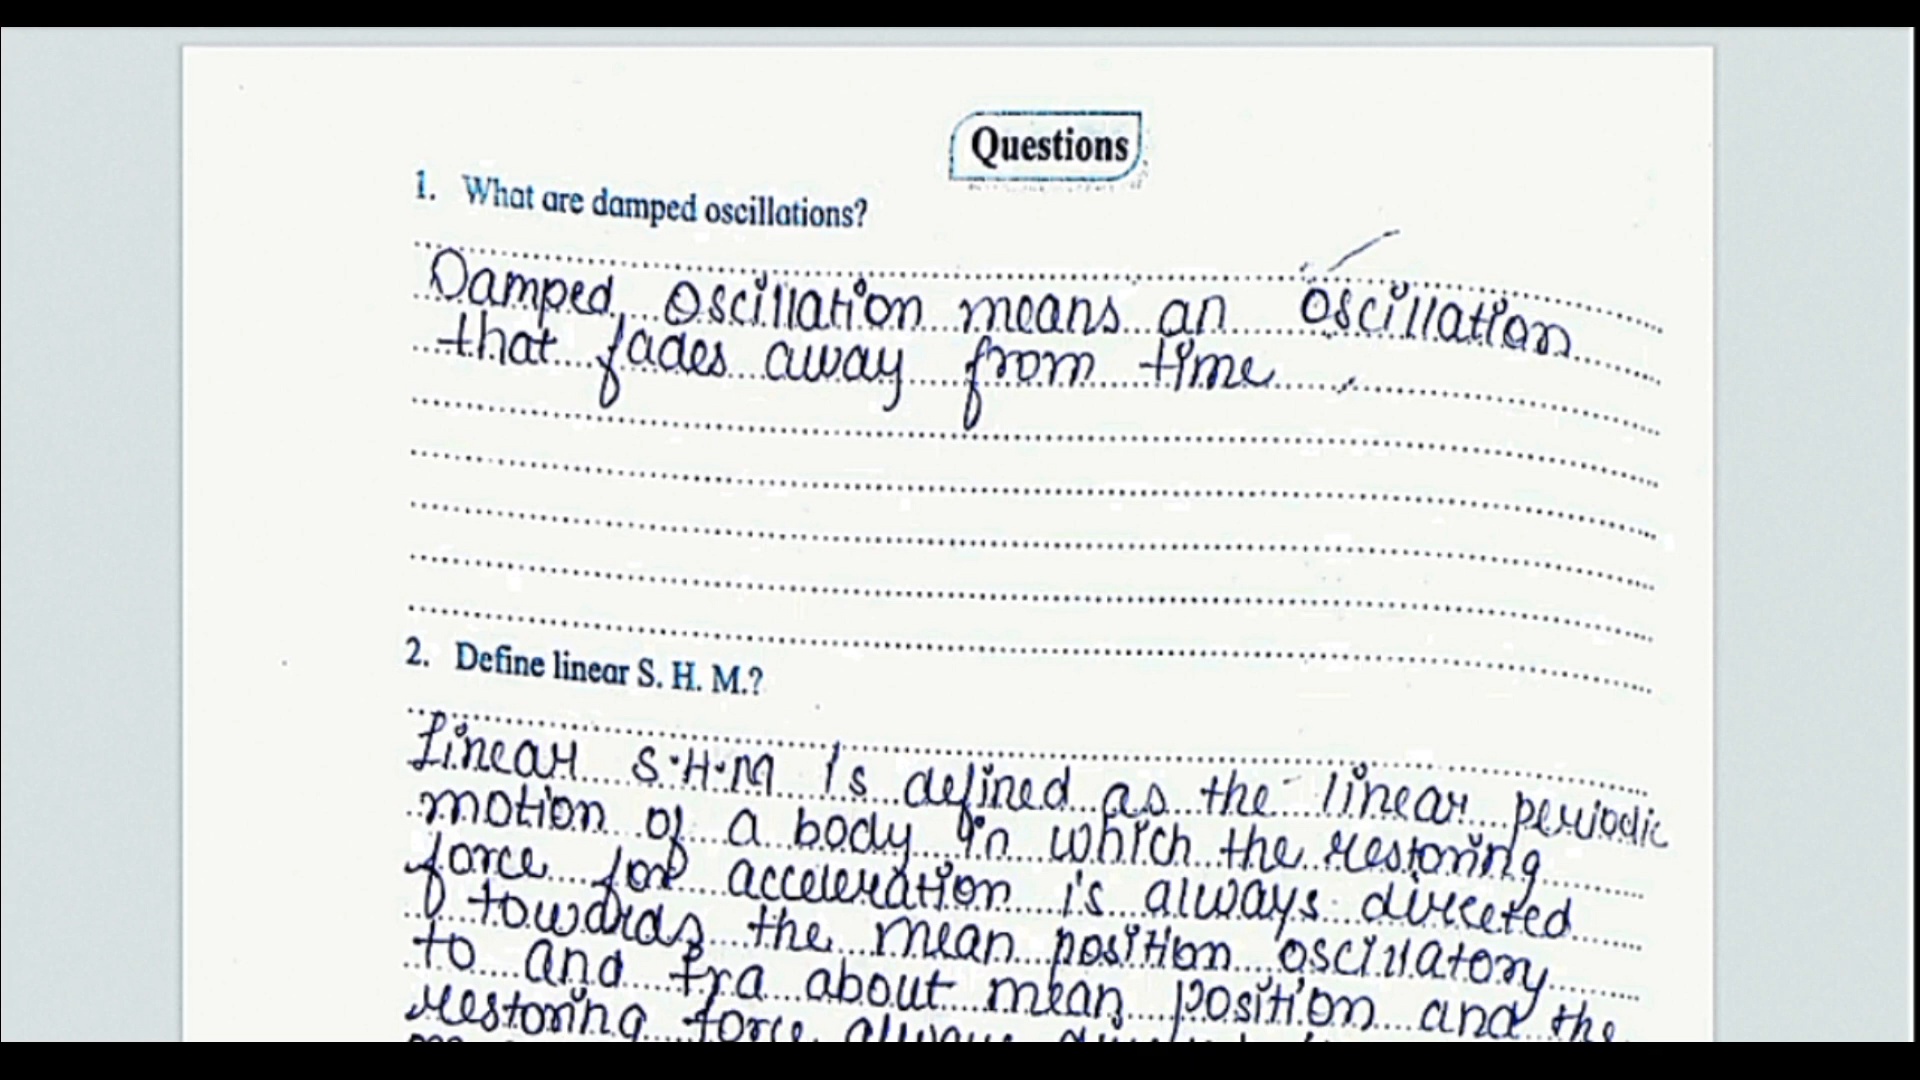 Questions
1. What are damped oscillations?
Damped Oscillation means an oscillation
that fades away from time
2. Define linear S. H. M.?
Linear S.H.M is defined as the linear periodic
motion of a body in which the restoring
force for acceleration is always directed
towards the mean position oscillatory
to and fra about mean position and the
restoring force always